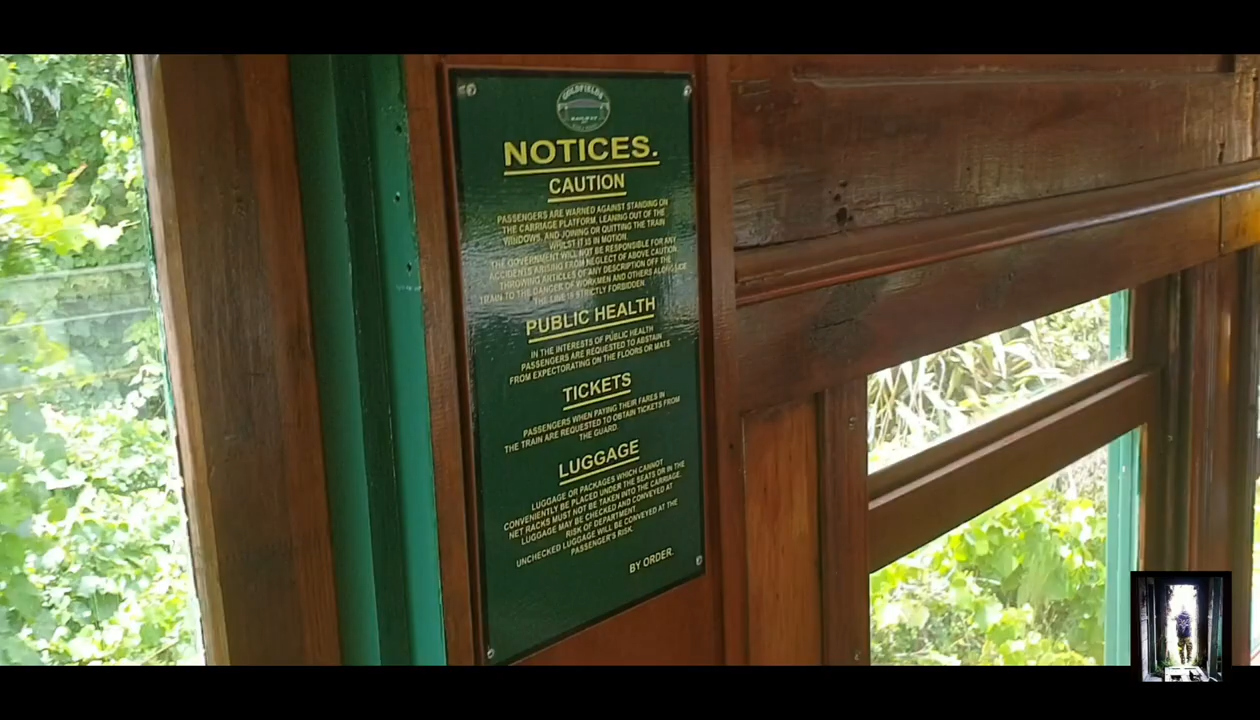 GOLDFIELDS
RAILWAY
NOTICES.
CAUTION
PASSENGERS ARE WARNED AGAINST STANDING ON
THE CARRIAGE PLATFORM, LEANING OUT OF THE
WINDOWS, AND JOINING OR QUITTING THE TRAIN
WHILST IT IS IN MOTION.
THE GOVERNMENT WILL NOT BE RESPONSIBLE FOR ANY
ACCIDENTS ARISING FROM NEGLECT OF ABOVE CAUTION.
THROWING ARTICLES OF ANY DESCRIPTION OFF THE
TRAIN TO THE DANGER OF WORKMEN AND OTHERS ALONGSIDE
THE LINE IS STRICTLY FORBIDDEN.
PUBLIC HEALTH
IN THE INTERESTS OF PUBLIC HEALTH
PASSENGERS ARE REQUESTED TO ABSTAIN
FROM EXPECTORATING ON THE FLOORS OR MATS.
TICKETS
PASSENGERS WHEN PAYING THEIR FARES IN
THE TRAIN ARE REQUESTED TO OBTAIN TICKETS FROM
THE GUARD.
LUGGAGE
LUGGAGE OR PACKAGES WHICH CANNOT
CONVENIENTLY BE PLACED UNDER THE SEATS OR IN THE
NET RACKS MUST NOT BE TAKEN INTO THE CARRIAGE.
LUGGAGE MAY BE CHECKED AND CONVEYED AT
RISK OF DEPARTMENT.
UNCHECKED LUGGAGE WILL BE CONVEYED AT THE
PASSENGER'S RISK.
BY ORDER.